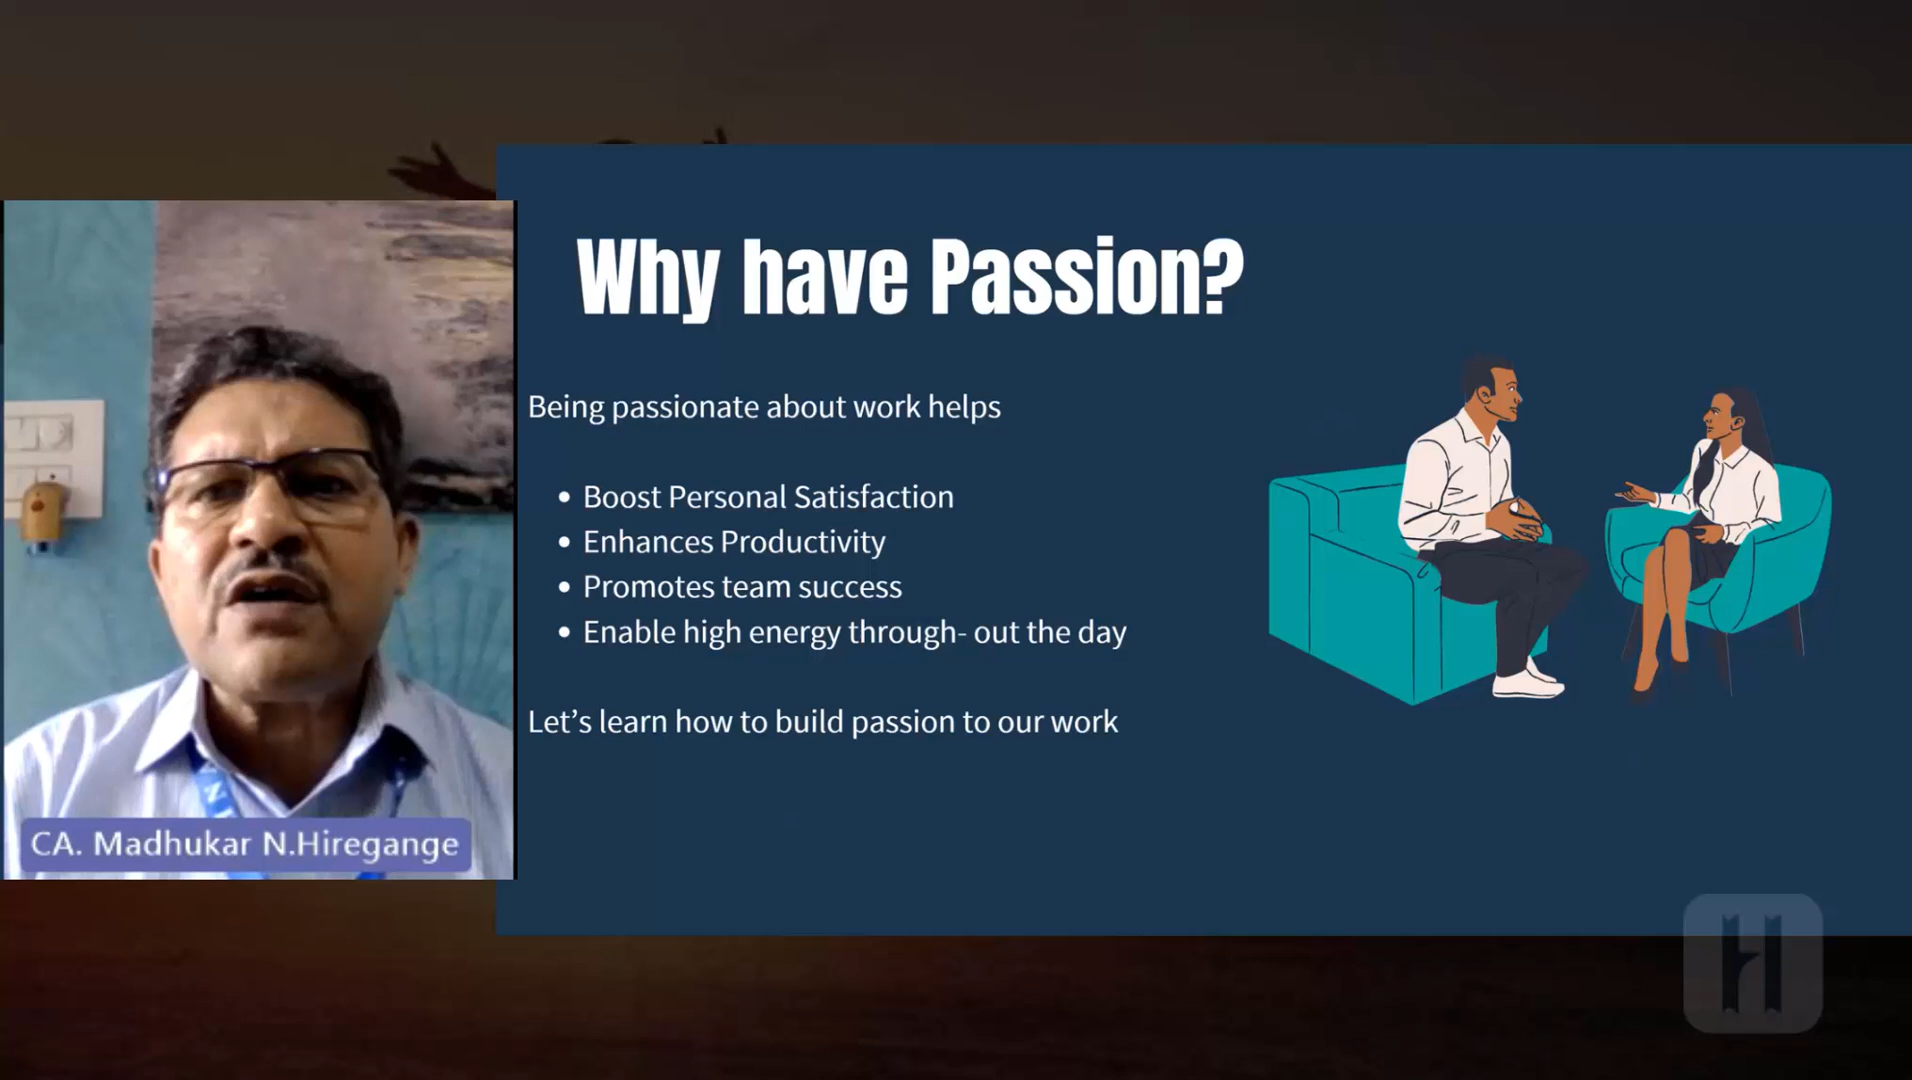 Why have Passion?
Being passionate about work helps
• Boost Personal Satisfaction
• Enhances Productivity
• Promotes team success
• Enable high energy through- out the day
Let’s learn how to build passion to our work
CA. Madhukar N.Hiregange
H